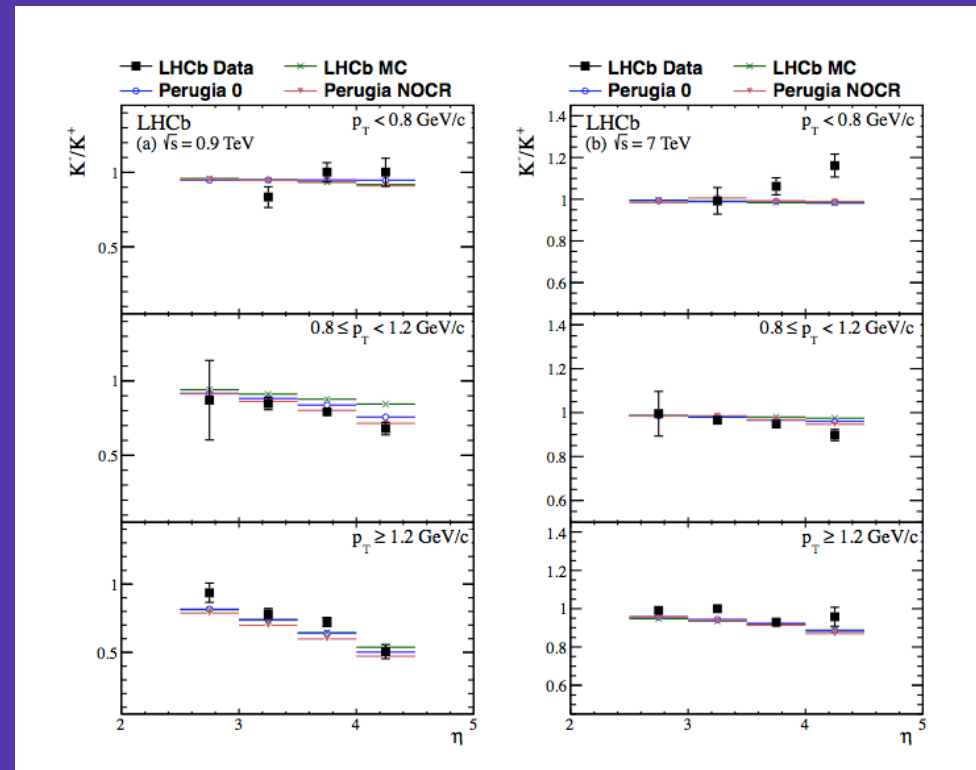 LHCb Data
LHCb MC
Perugia 0
Perugia NOCR
K⁻/K⁺
LHCb
(a) √s = 0.9 TeV
p_T < 0.8 GeV/c
1
0.5
0.8 ≤ p_T < 1.2 GeV/c
1
0.5
p_T ≥ 1.2 GeV/c
1
0.5
2 3 4 5
η
LHCb Data
LHCb MC
Perugia 0
Perugia NOCR
K⁻/K⁺
LHCb
(b) √s = 7 TeV
p_T < 0.8 GeV/c
1.4
1.2
1
0.8
0.6
0.8 ≤ p_T < 1.2 GeV/c
1.4
1.2
1
0.8
0.6
p_T ≥ 1.2 GeV/c
1.4
1.2
1
0.8
0.6
2 3 4 5
η